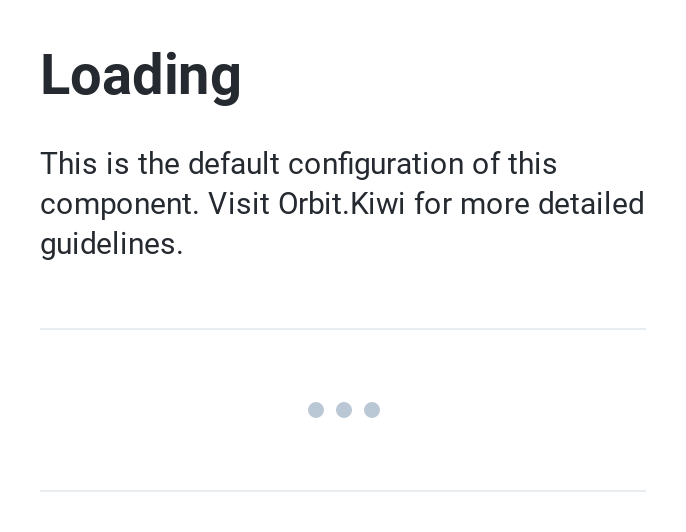 Loading
This is the default configuration of this
component. Visit Orbit.Kiwi for more detailed
guidelines.